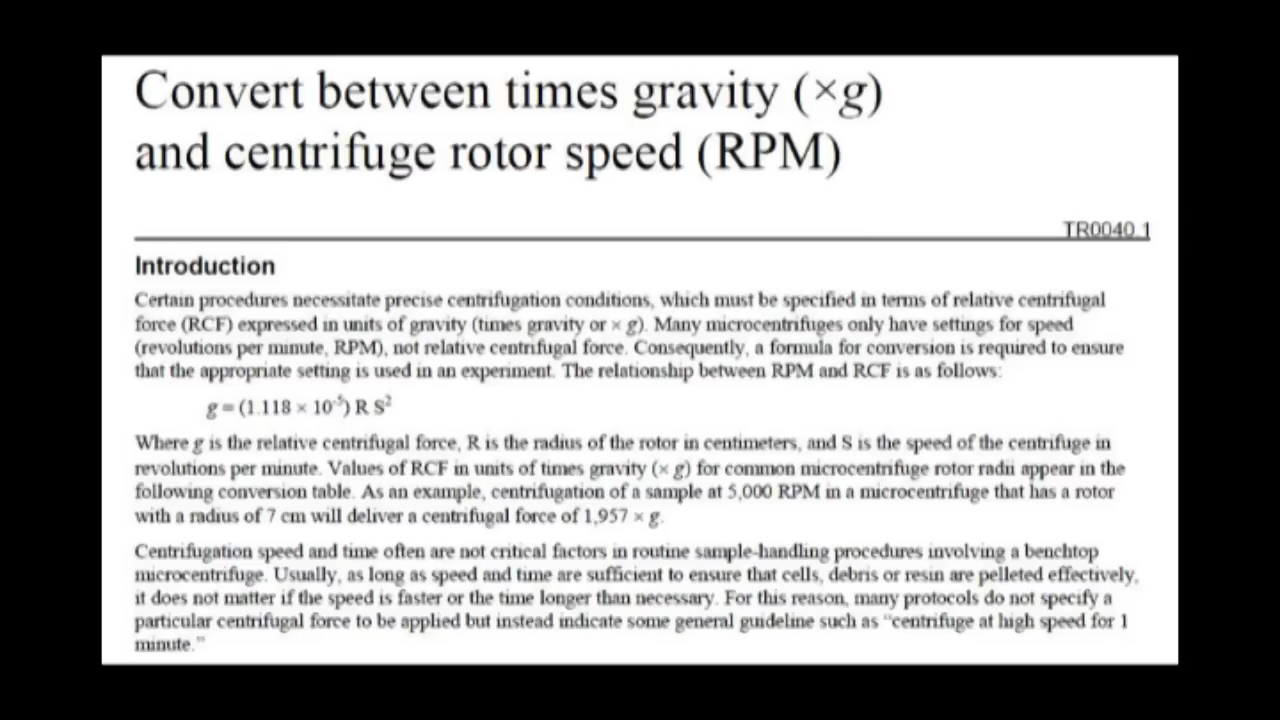 Convert between times gravity (×g)
and centrifuge rotor speed (RPM)
TR0040.1
Introduction
Certain procedures necessitate precise centrifugation conditions, which must be specified in terms of relative centrifugal
force (RCF) expressed in units of gravity (times gravity or × g). Many microcentrifuges only have settings for speed
(revolutions per minute, RPM), not relative centrifugal force. Consequently, a formula for conversion is required to ensure
that the appropriate setting is used in an experiment. The relationship between RPM and RCF is as follows:
g = (1.118 × 10⁻⁵) R S²
Where g is the relative centrifugal force, R is the radius of the rotor in centimeters, and S is the speed of the centrifuge in
revolutions per minute. Values of RCF in units of times gravity (× g) for common microcentrifuge rotor radii appear in the
following conversion table. As an example, centrifugation of a sample at 5,000 RPM in a microcentrifuge that has a rotor
with a radius of 7 cm will deliver a centrifugal force of 1,957 × g.
Centrifugation speed and time often are not critical factors in routine sample-handling procedures involving a benchtop
microcentrifuge. Usually, as long as speed and time are sufficient to ensure that cells, debris or resin are pelleted effectively,
it does not matter if the speed is faster or the time longer than necessary. For this reason, many protocols do not specify a
particular centrifugal force to be applied but instead indicate some general guideline such as “centrifuge at high speed for 1
minute.”